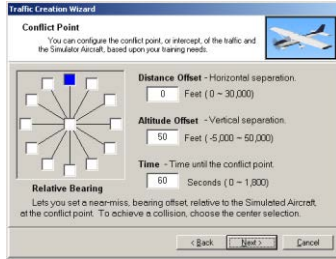 Traffic Creation Wizard
Conflict Point
You can configure the conflict point, or intercept, of the traffic and
the Simulator Aircraft, based upon your training needs.
Distance Offset - Horizontal separation.
0 Feet ( 0 ~ 30,000)
Altitude Offset - Vertical separation.
50 Feet ( -5,000 ~ 50,000)
Time - Time until the conflict point.
60 Seconds ( 0 ~ 1,800)
Relative Bearing
Lets you set a near-miss, bearing offset, relative to the Simulated Aircraft,
at the conflict point. To achieve a collision, choose the center selection.
< Back Next > Cancel